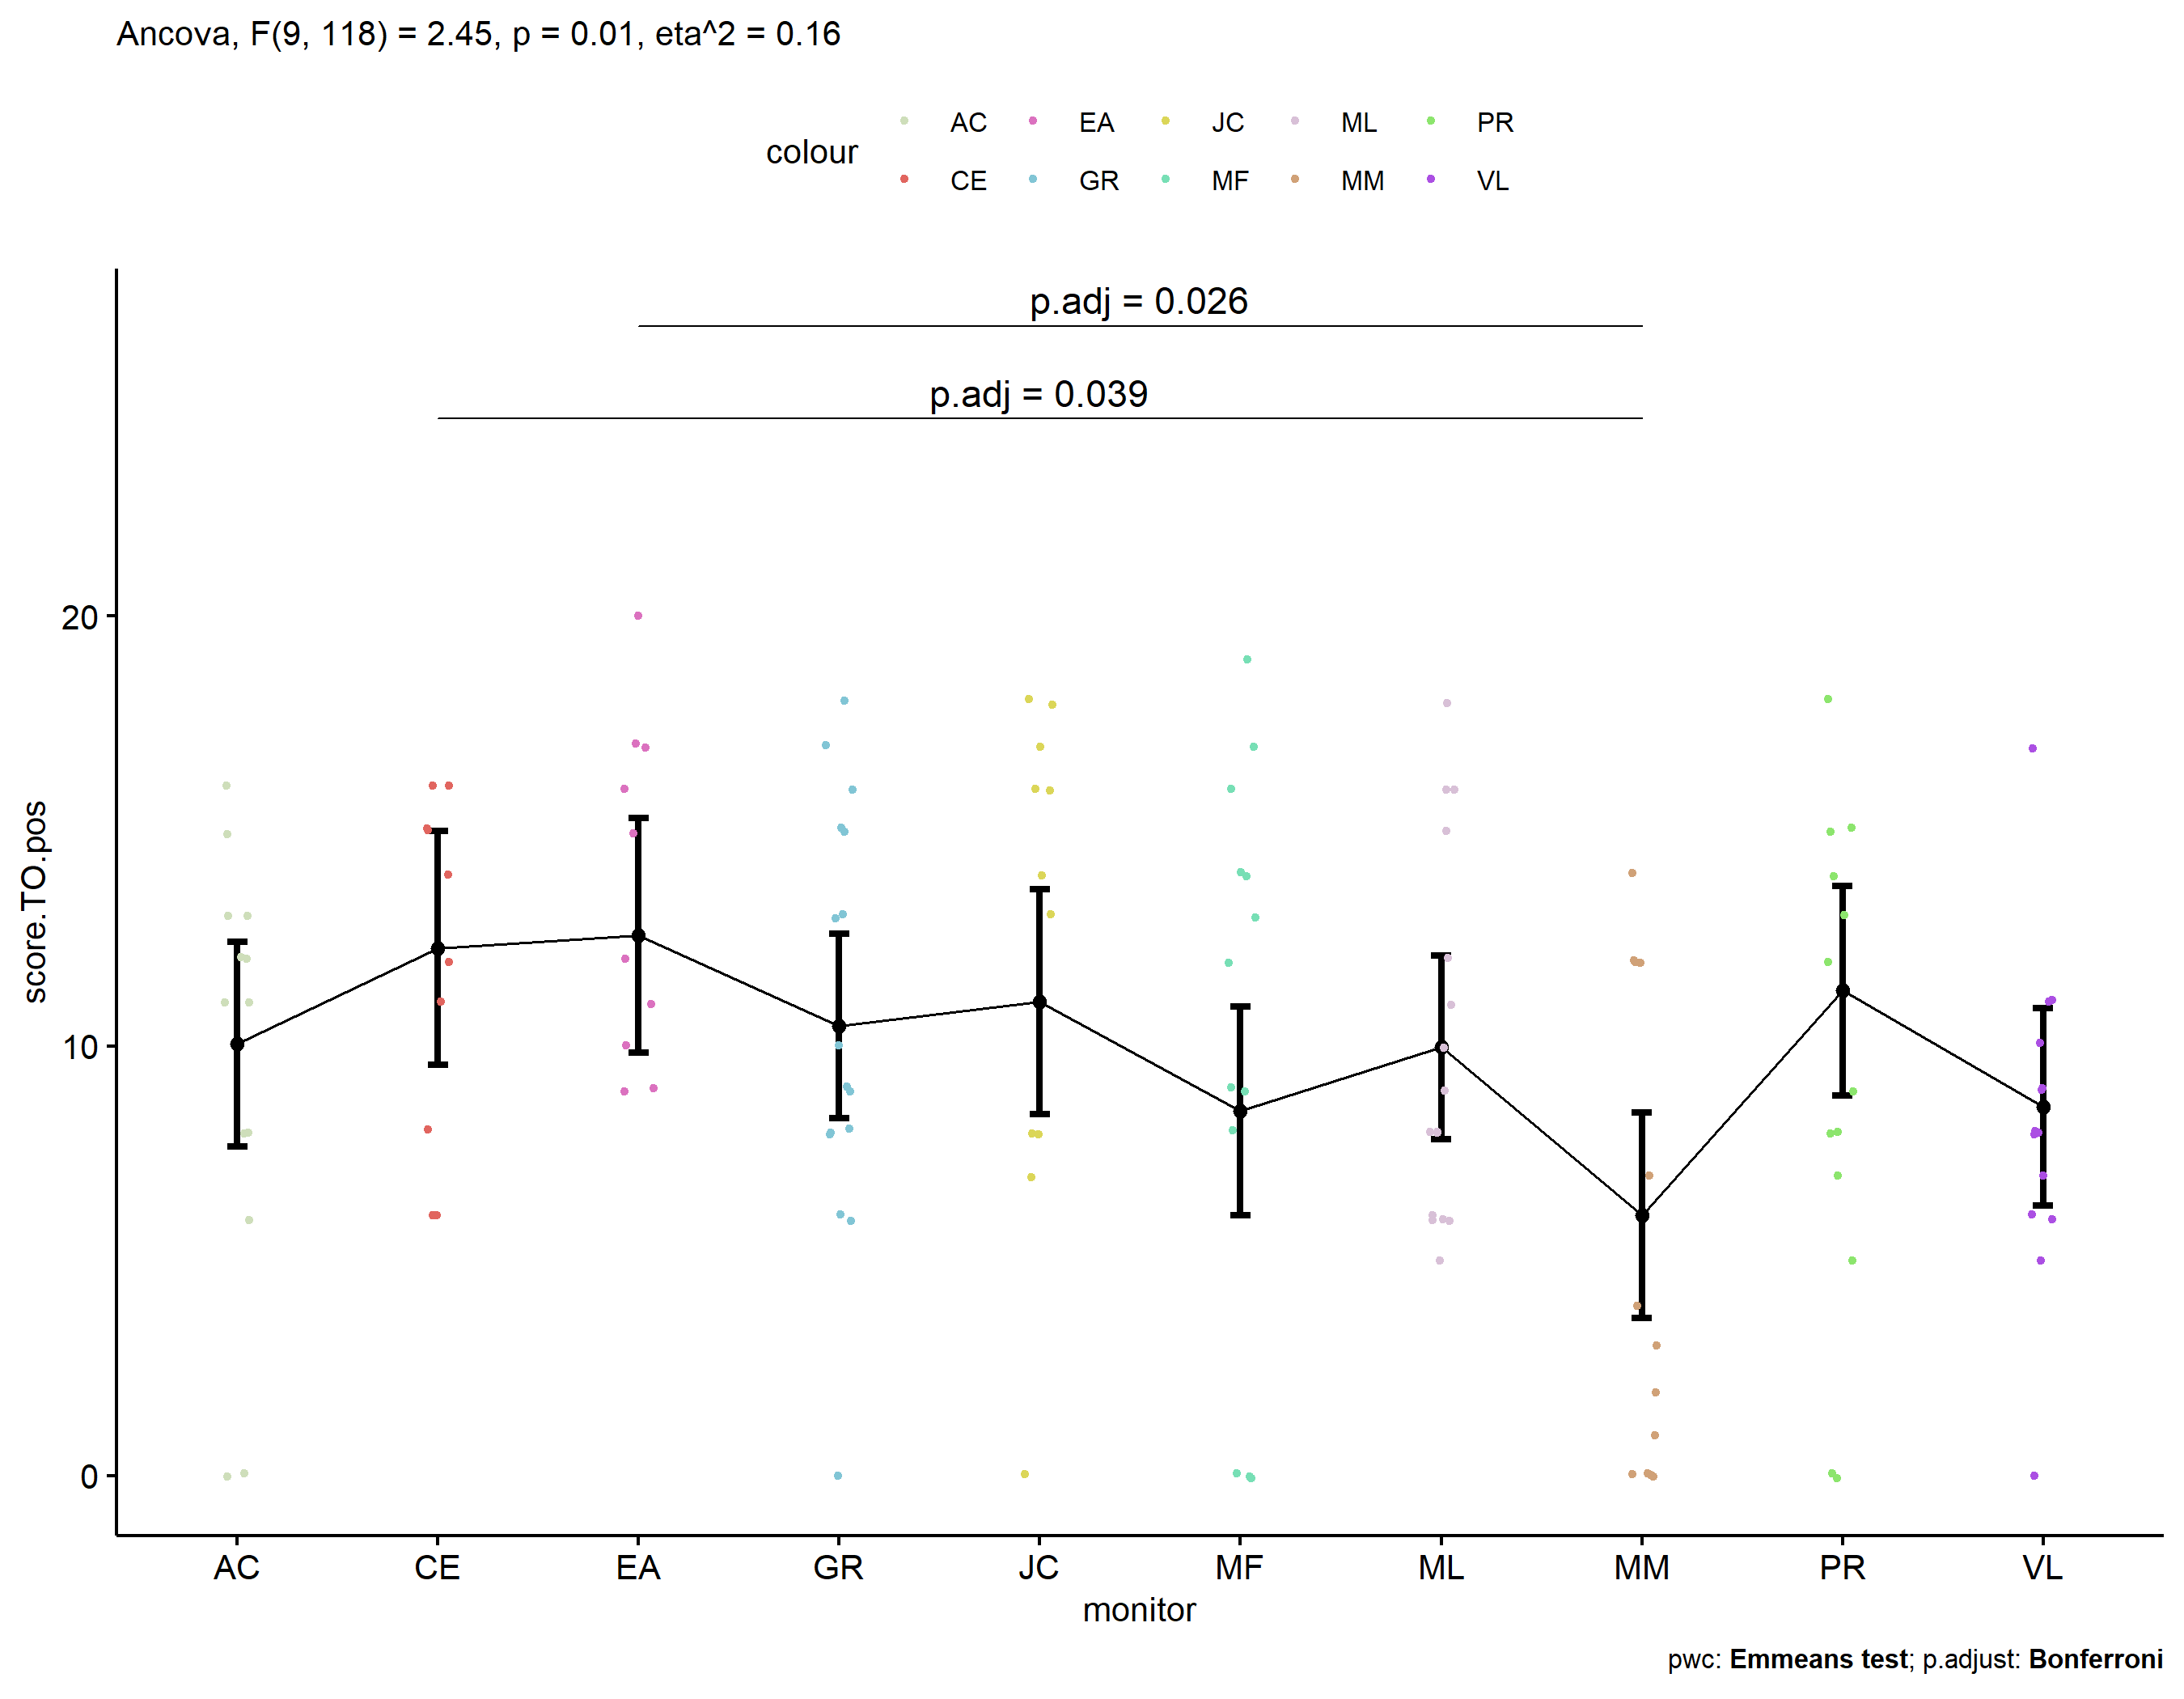 Ancova, F(9, 118) = 2.45, p = 0.01, eta^2 = 0.16
colour
AC EA JC ML PR
CE GR MF MM VL
p.adj = 0.026
p.adj = 0.039
score.TO.pos
20
10
0
AC CE EA GR JC MF ML MM PR VL
monitor
pwc: Emmeans test; p.adjust: Bonferroni